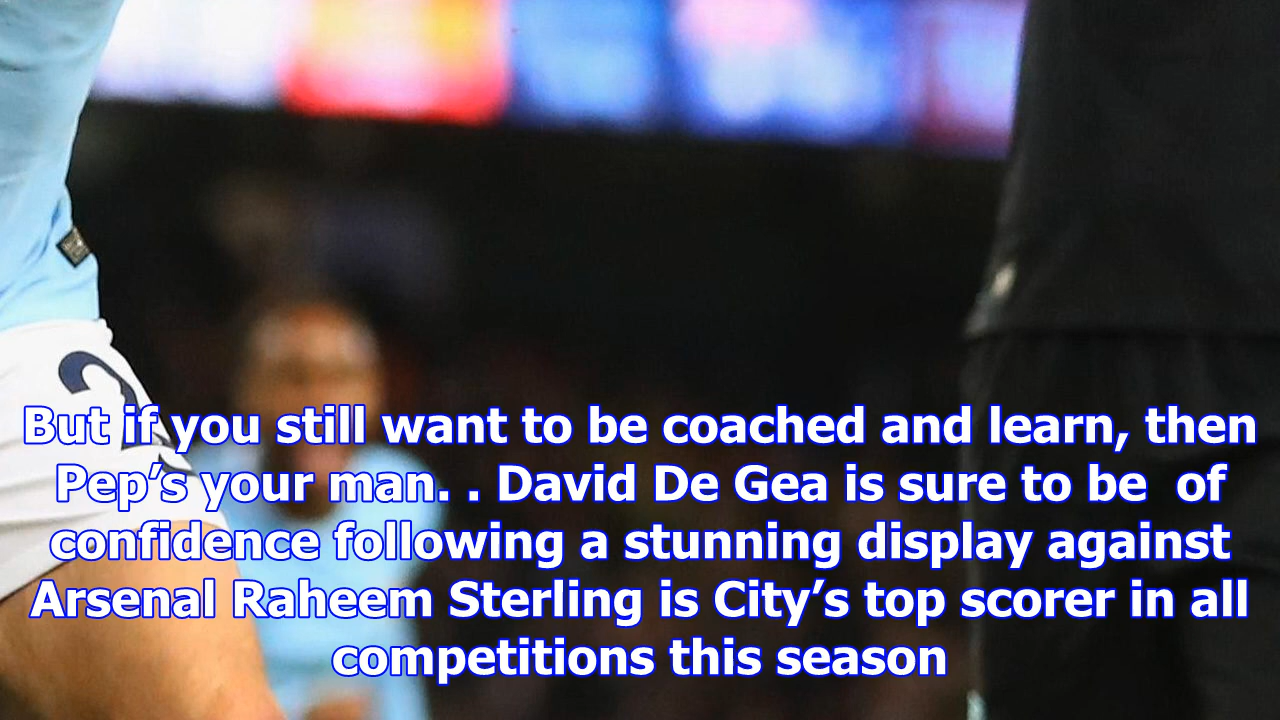 But if you still want to be coached and learn, then
Pep’s your man. . David De Gea is sure to be  of
confidence following a stunning display against
Arsenal Raheem Sterling is City’s top scorer in all
competitions this season